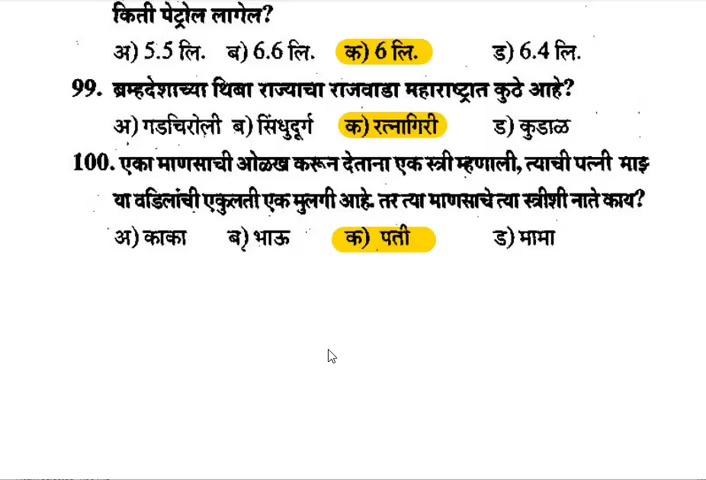 किती पेट्रोल लागेल?
अ) 5.5 लि. ब) 6.6 लि. क) 6 लि. ड) 6.4 लि.
99. ब्रम्हदेशाच्या थिबा राज्याचा राजवाडा महाराष्ट्रात कुठे आहे?
अ) गडचिरोली ब) सिंधुदूर्ग क) रत्नागिरी ड) कुडाळ
100. एका माणसाची ओळख करून देताना एक स्त्री म्हणाली, त्याची पत्नी माझ
या वडिलांची एकुलती एक मुलगी आहे. तर त्या माणसाचे त्या स्त्रीशी नाते काय?
अ) काका ब) भाऊ क) पती ड) मामा